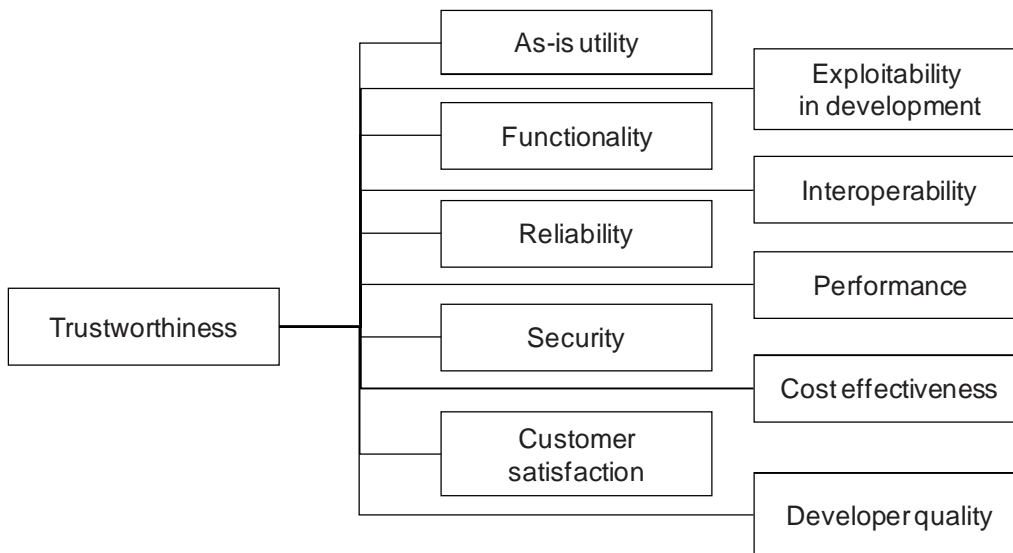 As-is utility
Exploitability
in development
Functionality
Interoperability
Reliability
Performance
Trustworthiness
Security
Cost effectiveness
Customer
satisfaction
Developer quality